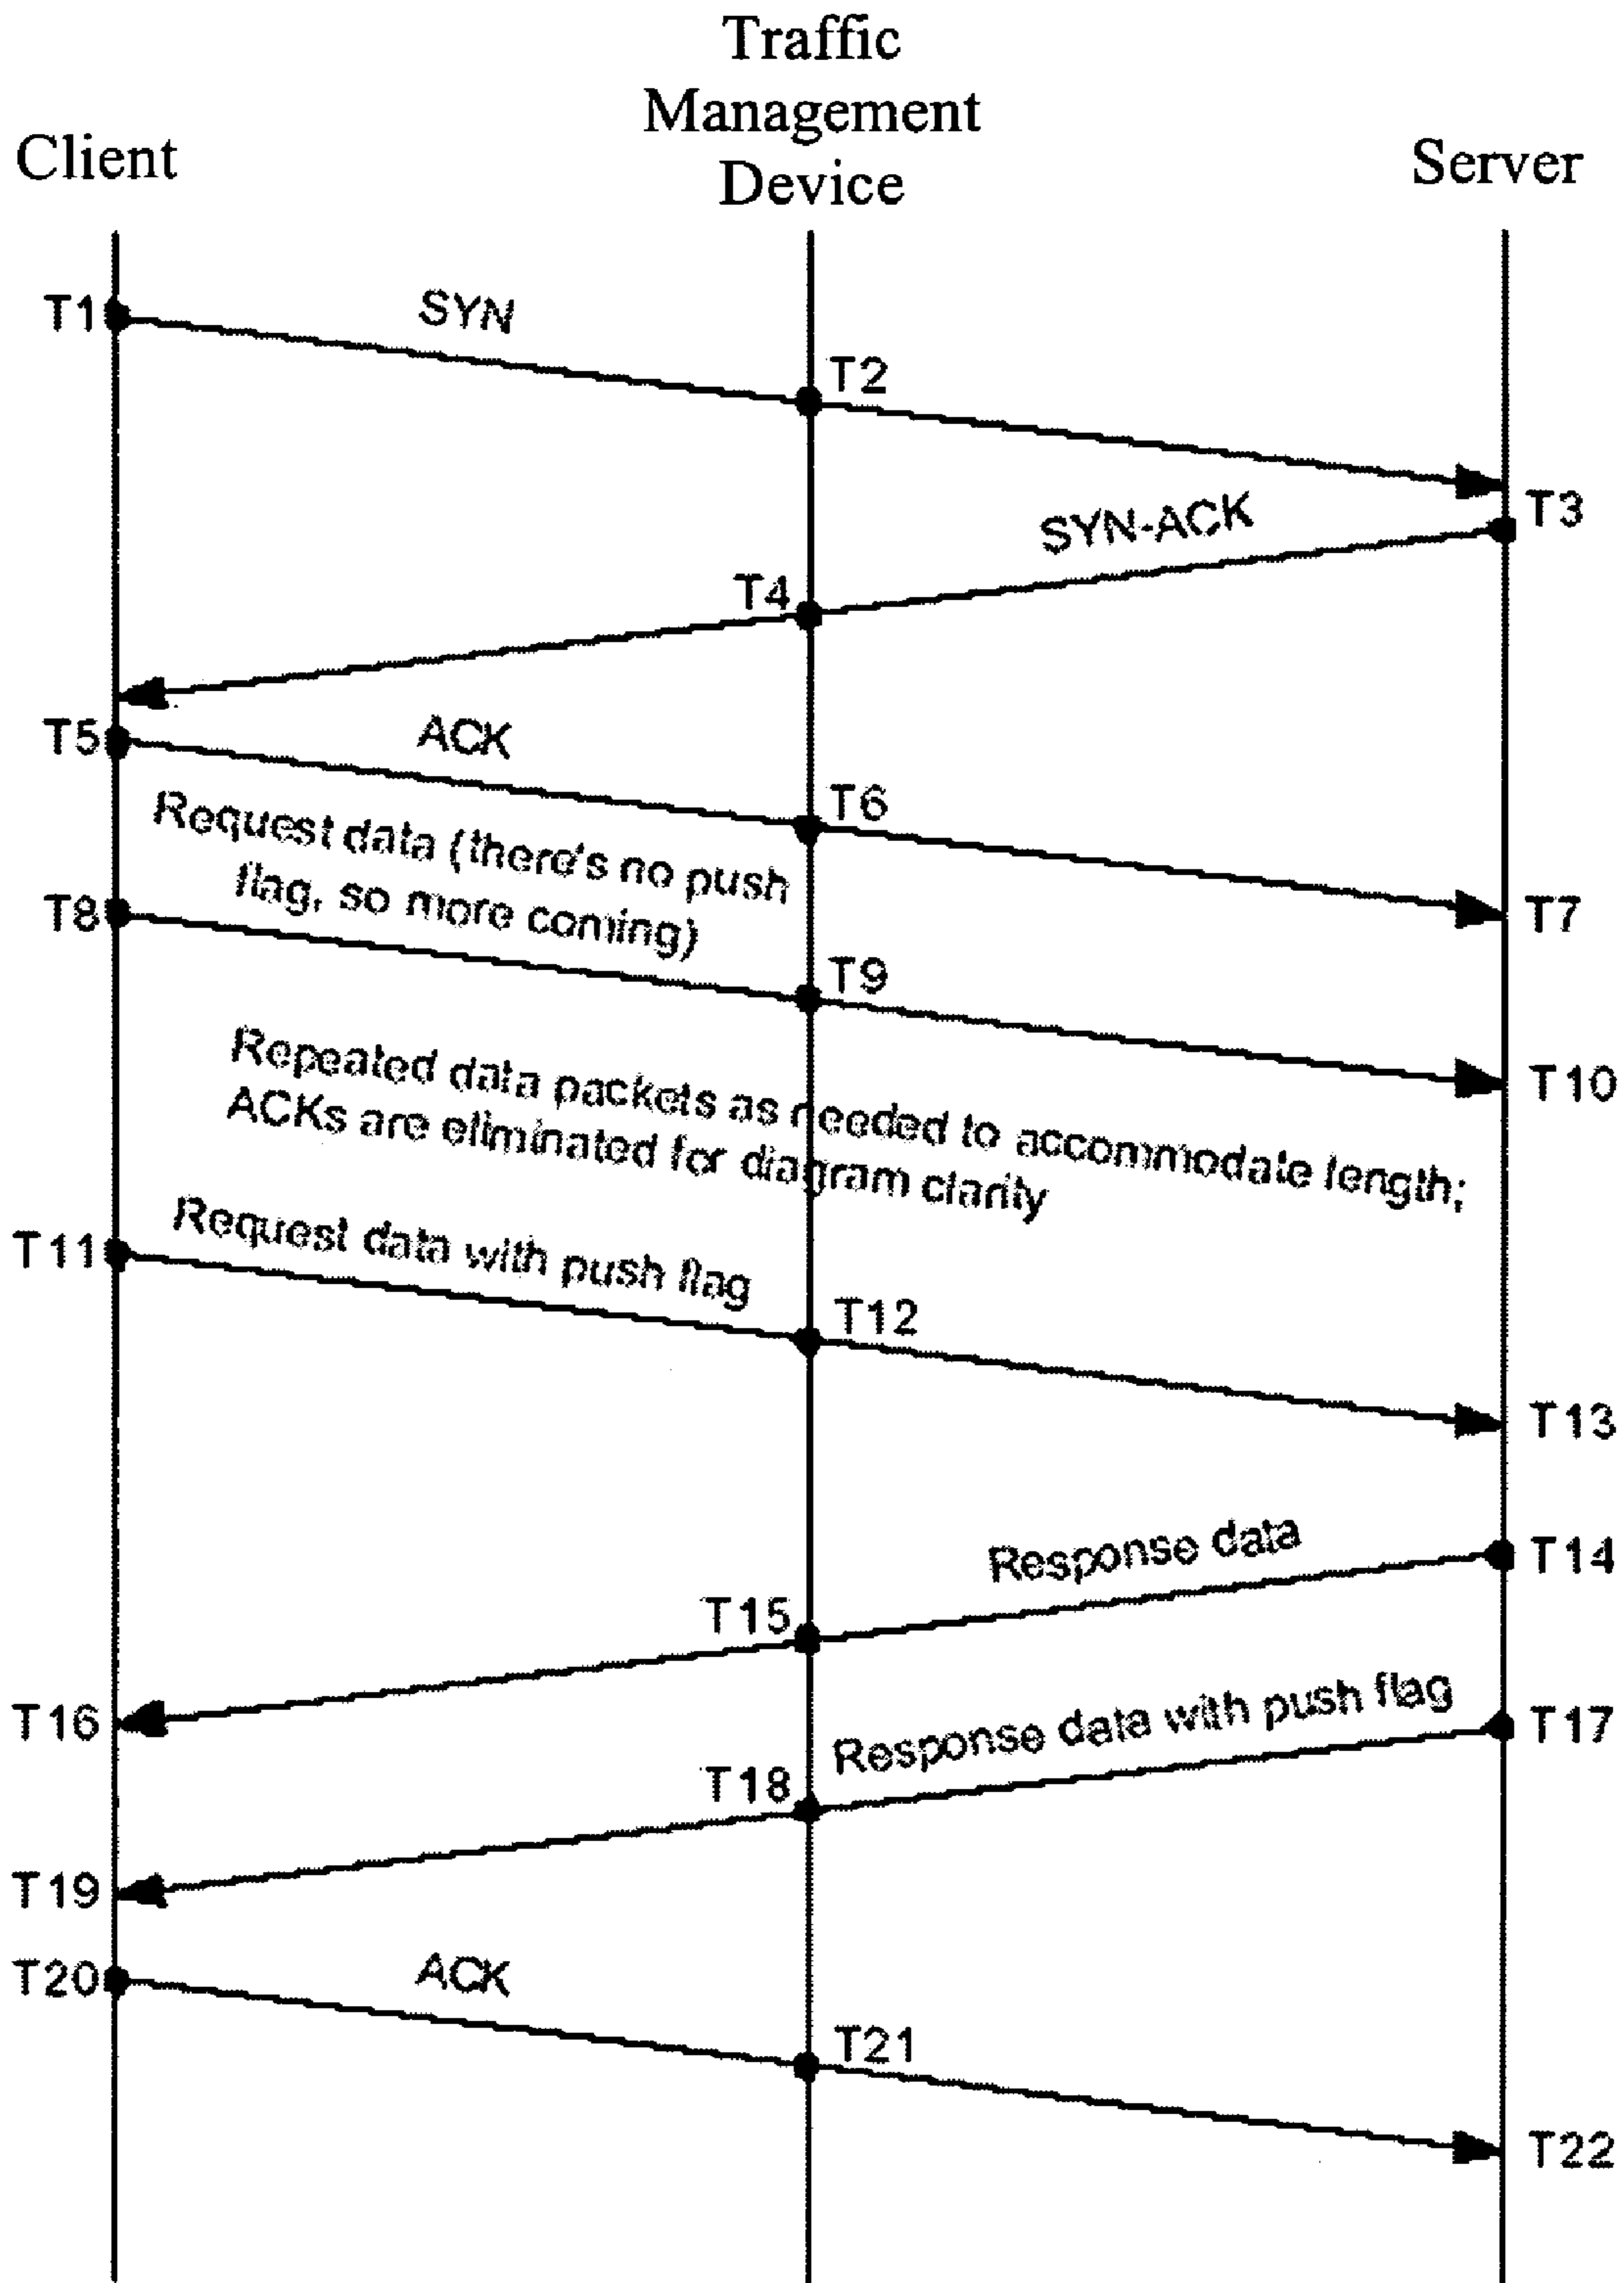 Traffic
Management
Device
Client
Server
T1
SYN
T2
T3
SYN-ACK
T4
T5
ACK
T6
Request data (there's no push
flag, so more coming)
T7
T8
T9
Repeated data packets as needed to accommodate length;
ACKs are eliminated for diagram clarity
T10
Request data with push flag
T11
T12
T13
Response data
T14
T15
T16
Response data with push flag
T17
T18
T19
T20
ACK
T21
T22